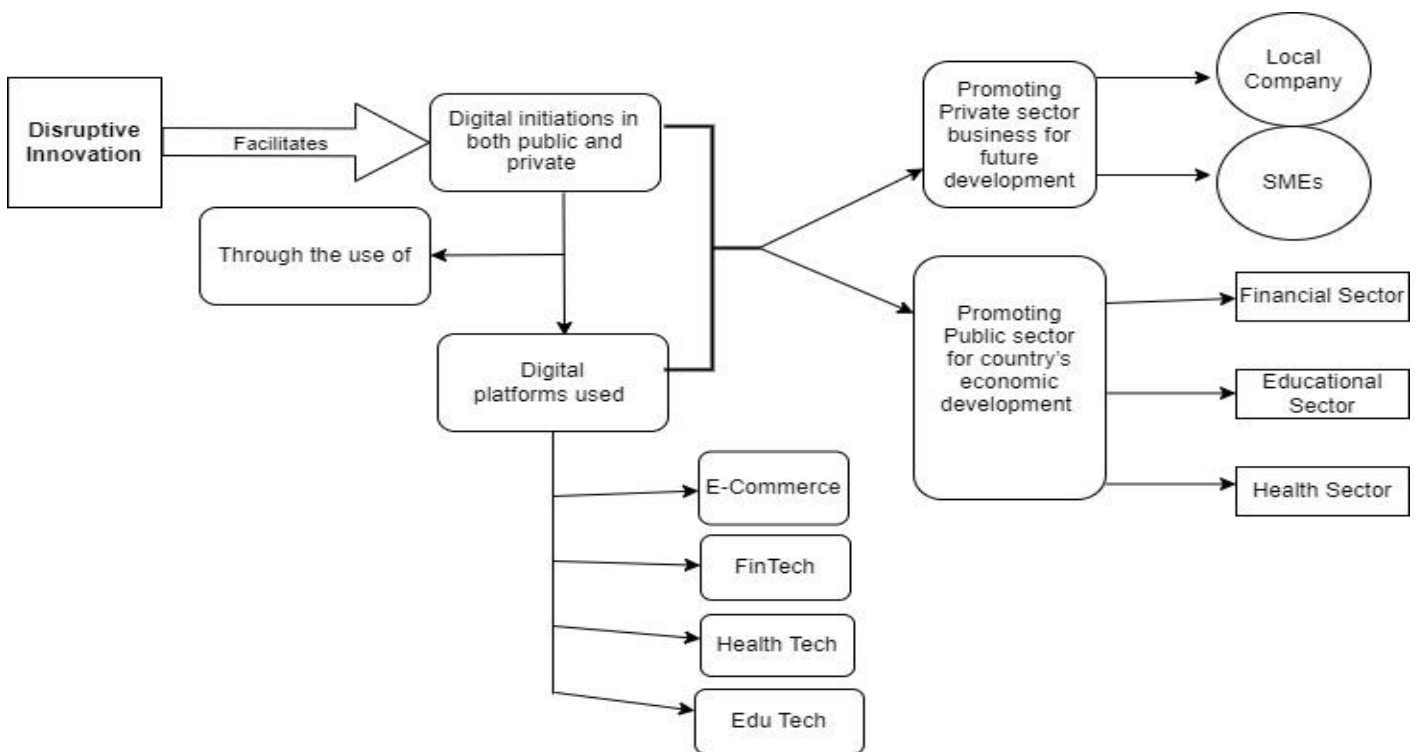 Disruptive
Innovation
Facilitates
Digital initiations in
both public and
private
Through the use of
Digital
platforms used
E-Commerce
FinTech
Health Tech
Edu Tech
Promoting
Private sector
business for
future
development
Local
Company
SMEs
Promoting
Public sector
for country’s
economic
development
Financial Sector
Educational
Sector
Health Sector